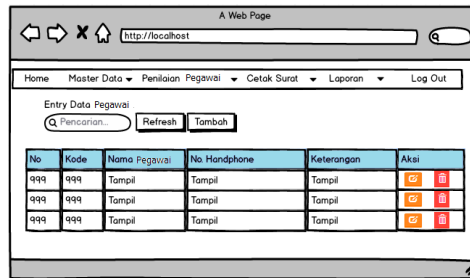 A Web Page
http://localhost
Home Master Data Penilaian Pegawai Cetak Surat Laporan Log Out
Entry Data Pegawai
Pencarian... Refresh Tambah
No Kode Nama Pegawai No. Handphone Keterangan Aksi
999 999 Tampil Tampil Tampil
999 999 Tampil Tampil Tampil
999 999 Tampil Tampil Tampil